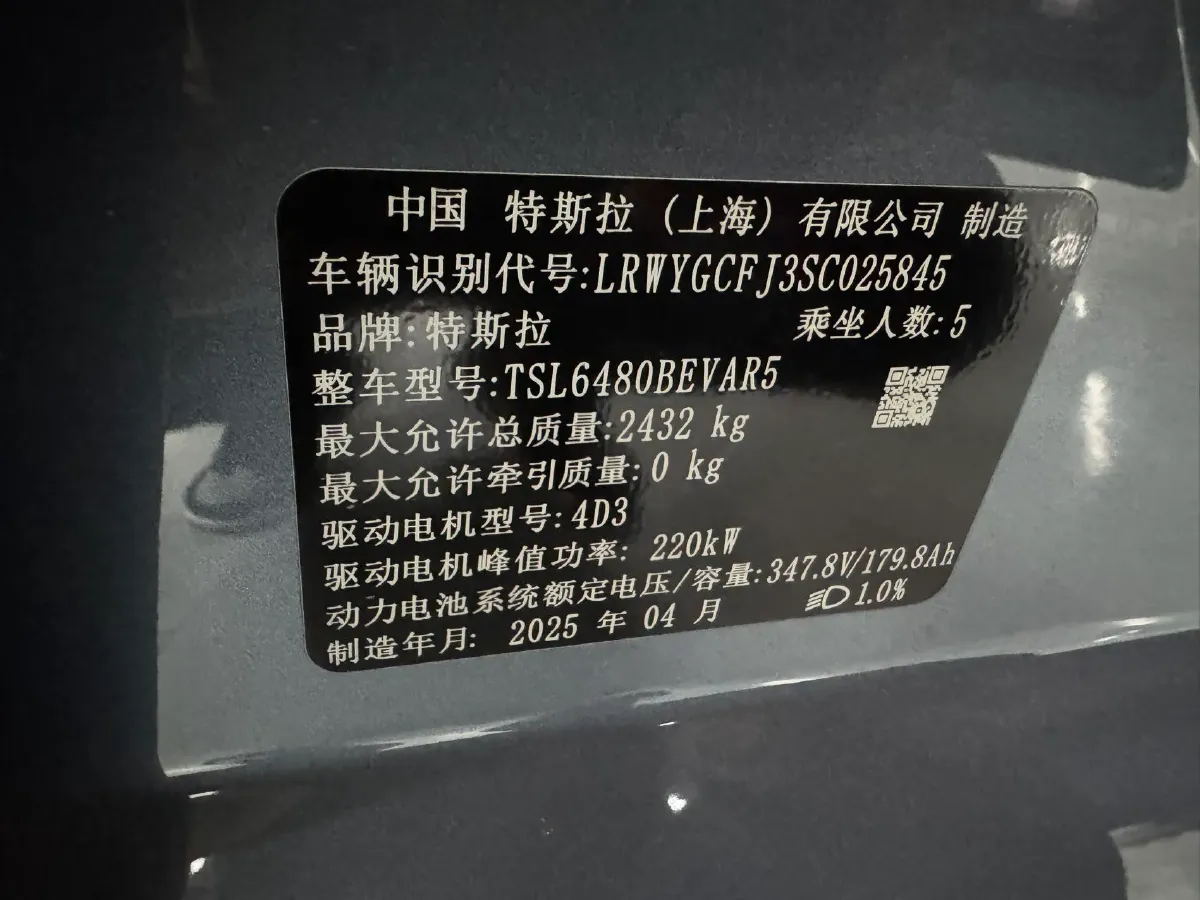 中国 特斯拉(上海)有限公司 制造
车辆识别代号:LRWYGCFJ3SC025845
品牌:特斯拉 乘坐人数:5
整车型号:TSL6480BEVAR5
最大允许总质量:2432 kg
最大允许牵引质量:0 kg
驱动电机型号:4D3
驱动电机峰值功率: 220kW
动力电池系统额定电压/容量:347.8V/179.8Ah
制造年月: 2025 年 04 月 1.0%